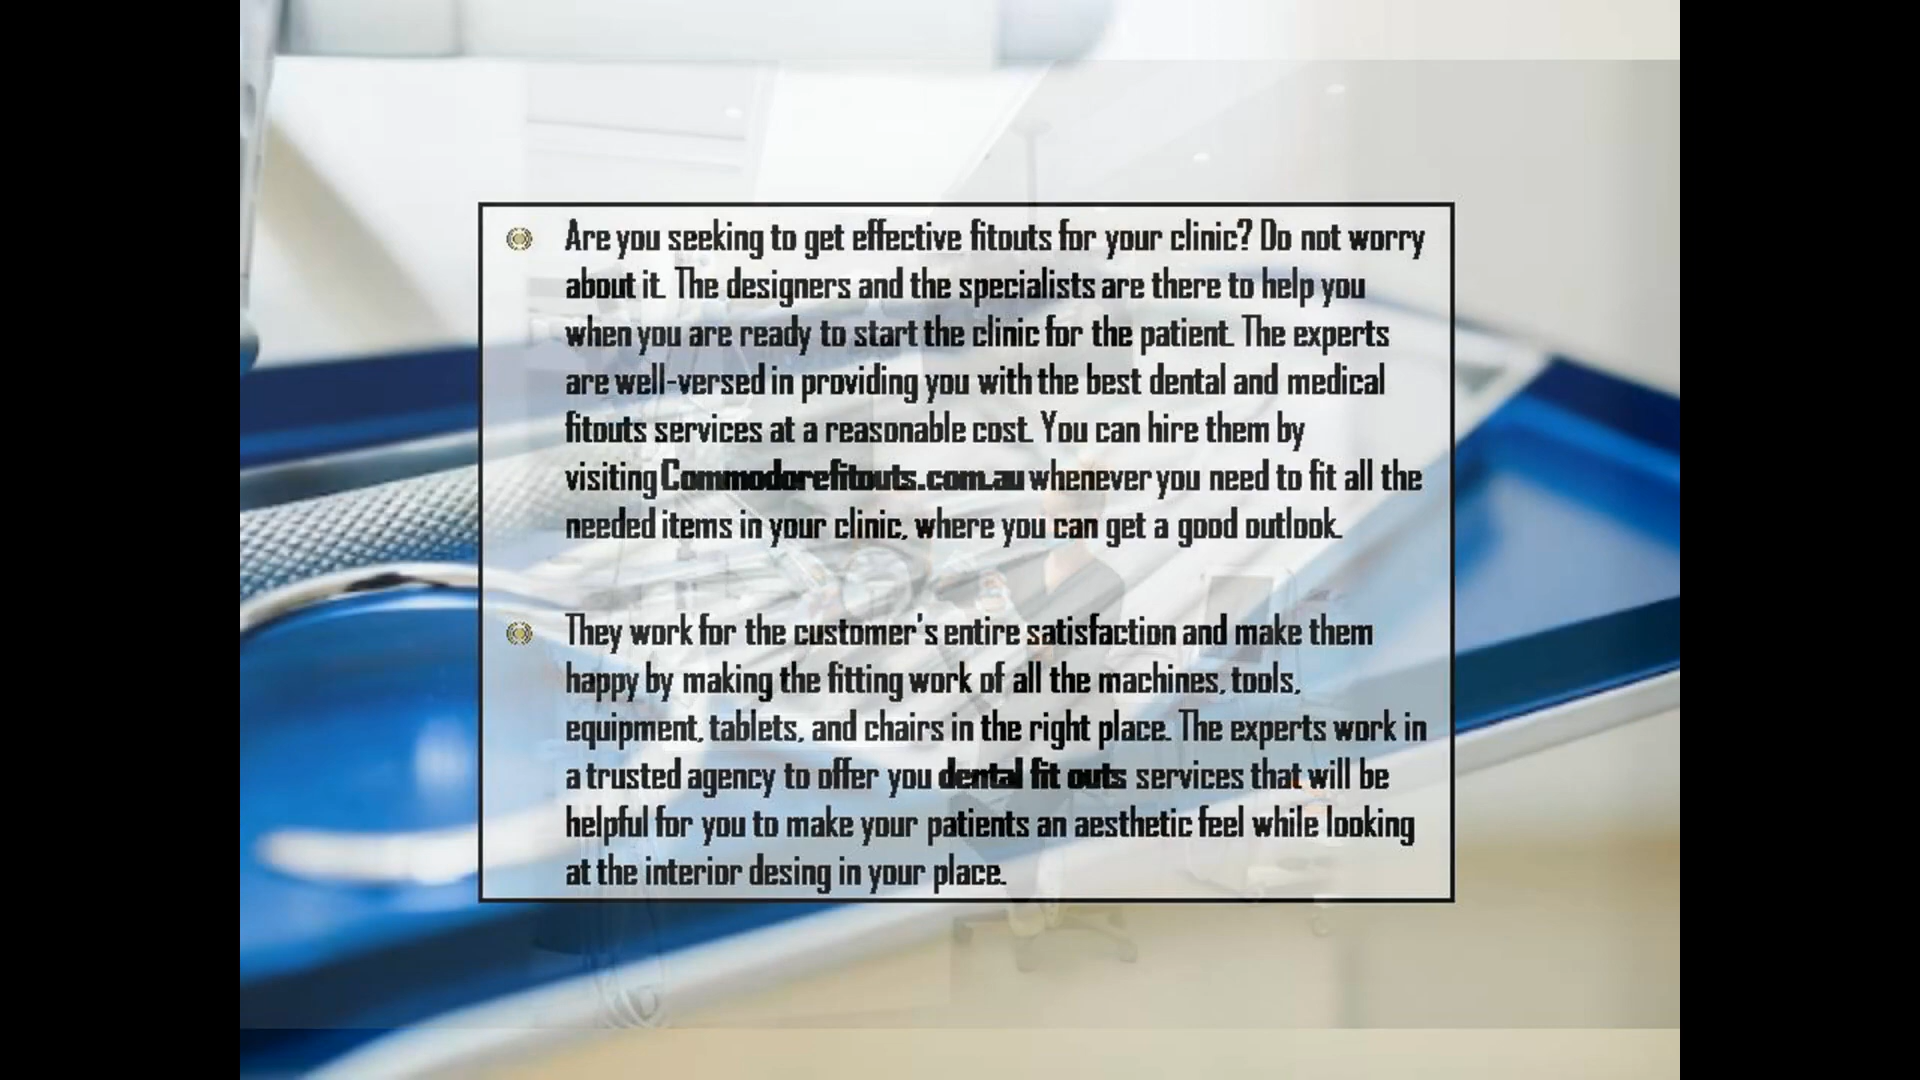 Are you seeking to get effective fitouts for your clinic? Do not worry
about it. The designers and the specialists are there to help you
when you are ready to start the clinic for the patient. The experts
are well-versed in providing you with the best dental and medical
fitouts services at a reasonable cost. You can hire them by
visiting Commodorefitouts.com.au whenever you need to fit all the
needed items in your clinic, where you can get a good outlook.
They work for the customer's entire satisfaction and make them
happy by making the fitting work of all the machines, tools,
equipment, tablets, and chairs in the right place. The experts work in
a trusted agency to offer you dental fit outs services that will be
helpful for you to make your patients an aesthetic feel while looking
at the interior desing in your place.